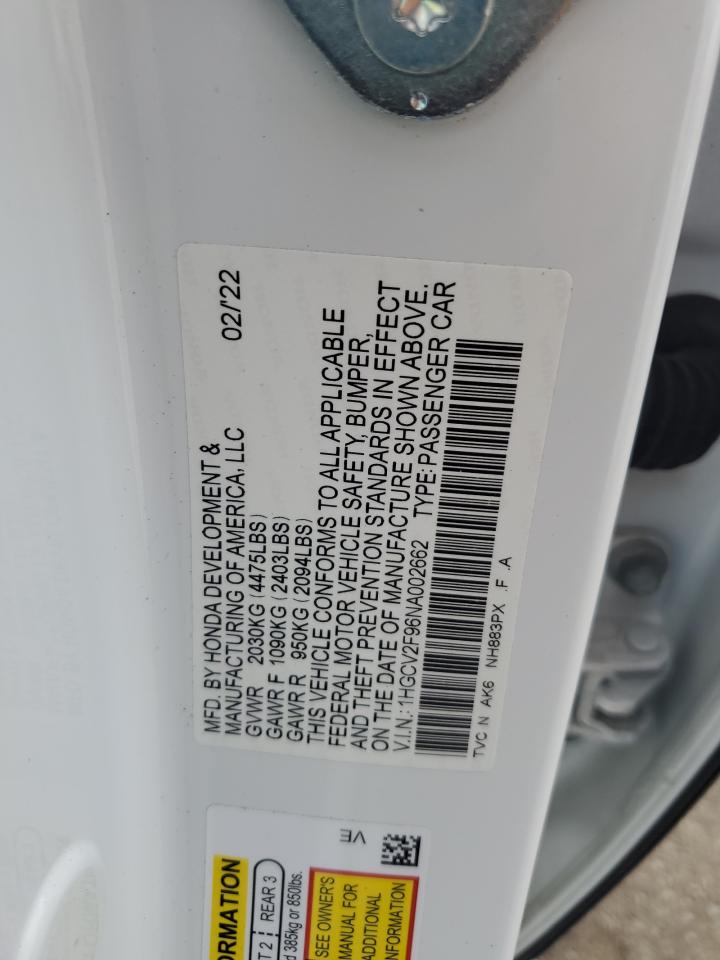 MFD. BY HONDA DEVELOPMENT &
MANUFACTURING OF AMERICA, LLC 02/'22
GVWR 2030KG (4475LBS)
GAWR F 1090KG (2403LBS)
GAWR R 950KG (2094LBS)
THIS VEHICLE CONFORMS TO ALL APPLICABLE
FEDERAL MOTOR VEHICLE SAFETY, BUMPER,
AND THEFT PREVENTION STANDARDS IN EFFECT
ON THE DATE OF MANUFACTURE SHOWN ABOVE.
V.I.N.: 1HGCV2F96NA002662 TYPE: PASSENGER CAR
TVC N AK6 NH883PX .F .A
VE
ORMATION
T 2 REAR 3
d 385kg or 850lbs.
SEE OWNER'S
MANUAL FOR
ADDITIONAL
INFORMATION